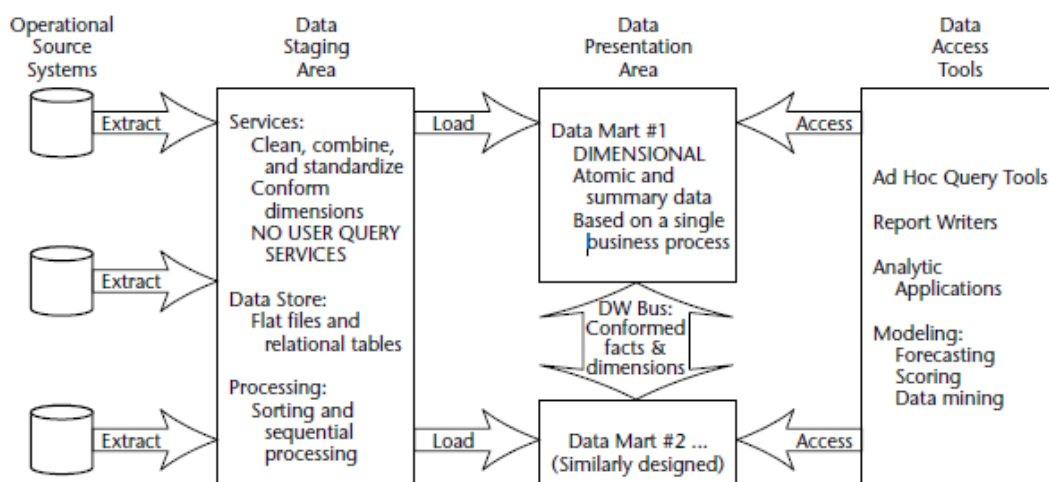 Operational
Source
Systems
Data
Staging
Area
Data
Presentation
Area
Data
Access
Tools
Extract
Extract
Extract
Services:
Clean, combine,
and standardize
Conform
dimensions
NO USER QUERY
SERVICES
Data Store:
Flat files and
relational tables
Processing:
Sorting and
sequential
processing
Load
Load
Data Mart #1
DIMENSIONAL
Atomic and
summary data
Based on a single
business process
DW Bus:
Conformed
facts &
dimensions
Data Mart #2 ...
(Similarly designed)
Access
Access
Ad Hoc Query Tools
Report Writers
Analytic
Applications
Modeling:
Forecasting
Scoring
Data mining